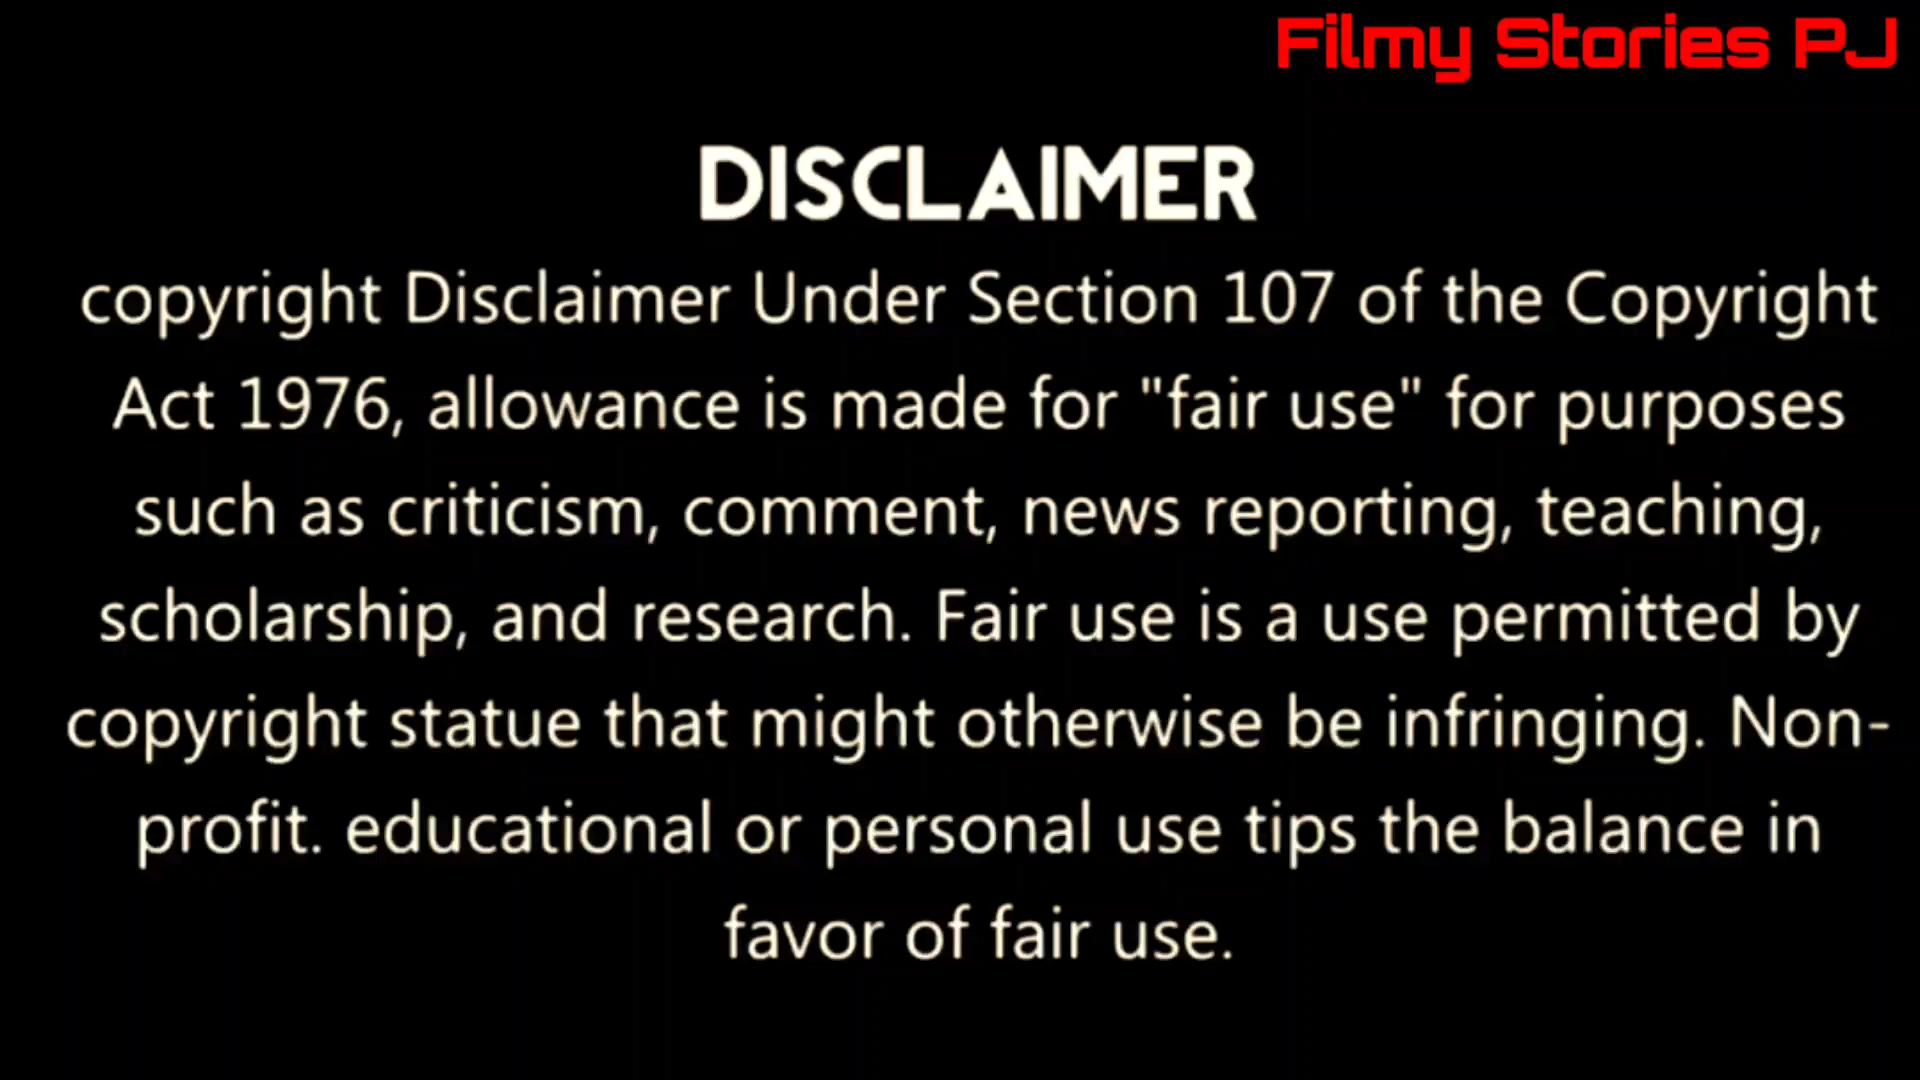 Filmy Stories PJ
DISCLAIMER
copyright Disclaimer Under Section 107 of the Copyright
Act 1976, allowance is made for "fair use" for purposes
such as criticism, comment, news reporting, teaching,
scholarship, and research. Fair use is a use permitted by
copyright statue that might otherwise be infringing. Non-
profit. educational or personal use tips the balance in
favor of fair use.